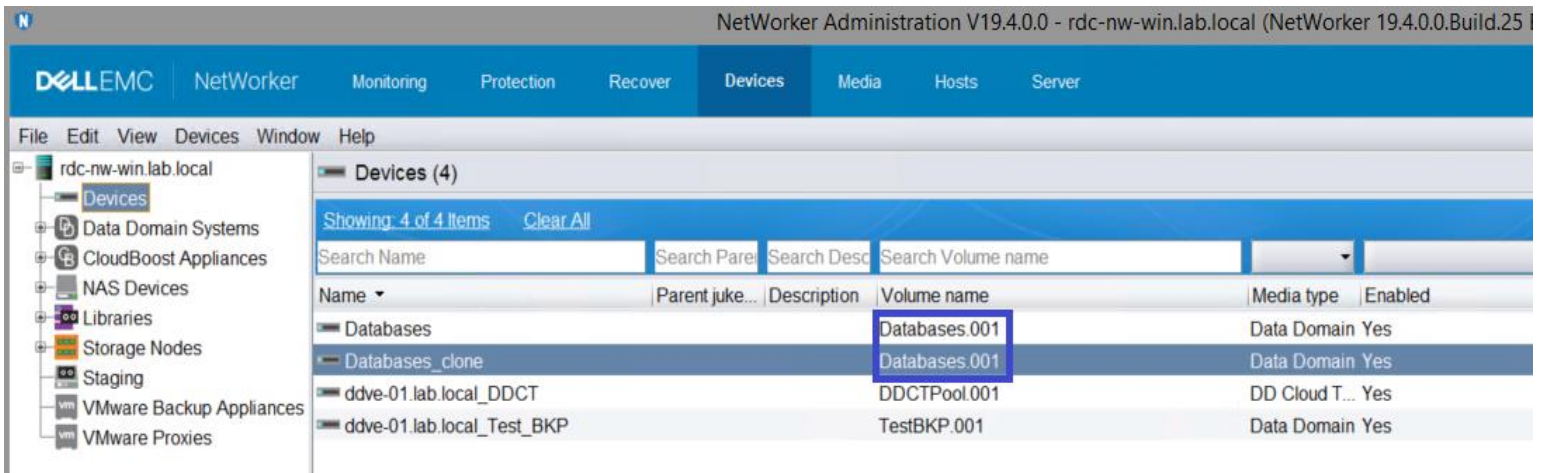 N NetWorker Administration V19.4.0.0 - rdc-nw-win.lab.local (NetWorker 19.4.0.0.Build.25
DELLEMC NetWorker Monitoring Protection Recover Devices Media Hosts Server
File Edit View Devices Window Help
rdc-nw-win.lab.local
Devices
Data Domain Systems
CloudBoost Appliances
NAS Devices
Libraries
Storage Nodes
Staging
VMware Backup Appliances
VMware Proxies
Devices (4)
Showing: 4 of 4 Items Clear All
Search Name Search Parei Search Desc Search Volume name
Name Parent juke... Description Volume name Media type Enabled
Databases Databases.001 Data Domain Yes
Databases_clone Databases.001 Data Domain Yes
ddve-01.lab.local_DDCT DDCTPool.001 DD Cloud T... Yes
ddve-01.lab.local_Test_BKP TestBKP.001 Data Domain Yes